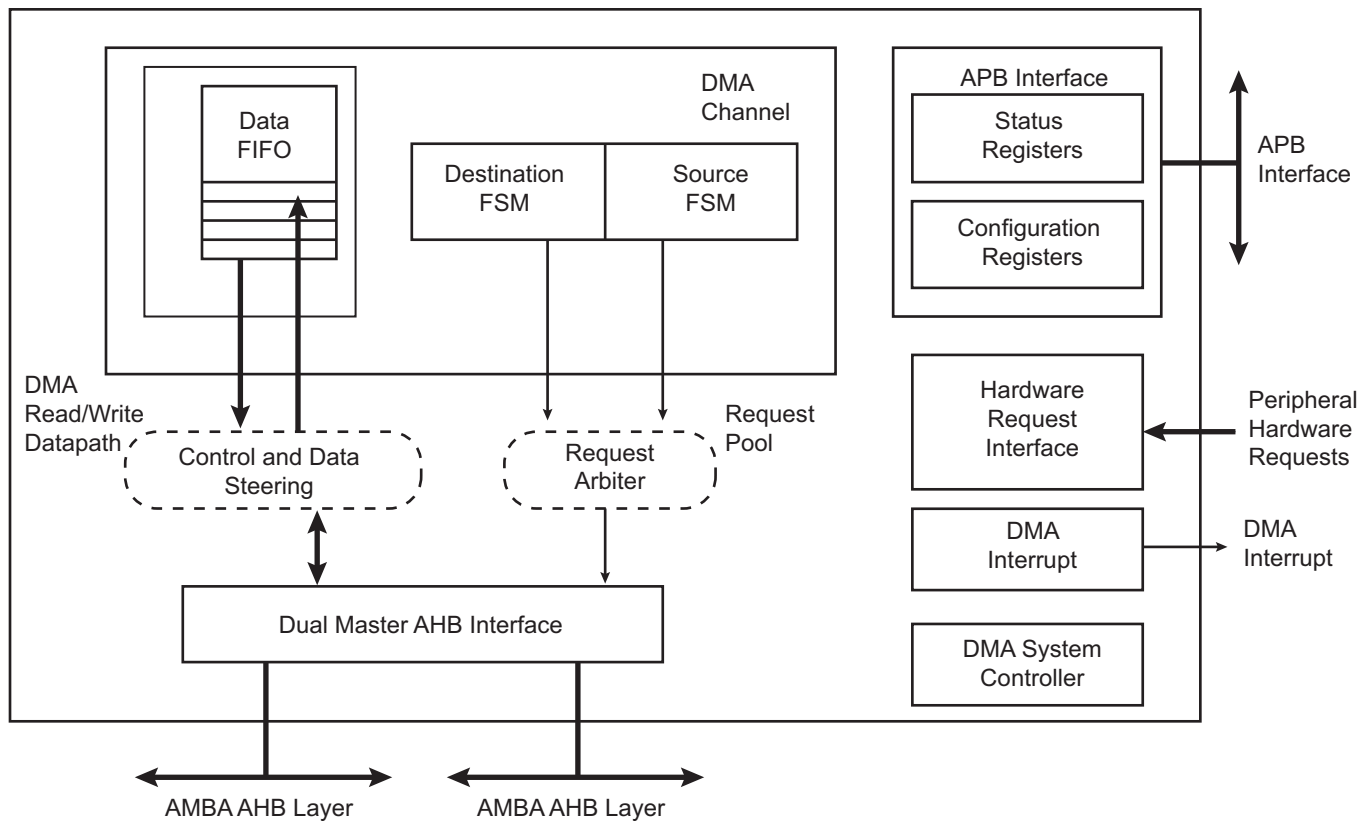 DMA
Channel
Data
FIFO
Destination
FSM
Source
FSM
APB Interface
Status
Registers
Configuration
Registers
APB
Interface
DMA
Read/Write
Datapath
Control and Data
Steering
Request
Arbiter
Request
Pool
Hardware
Request
Interface
Peripheral
Hardware
Requests
DMA
Interrupt
DMA
Interrupt
Dual Master AHB Interface
DMA System
Controller
AMBA AHB Layer
AMBA AHB Layer